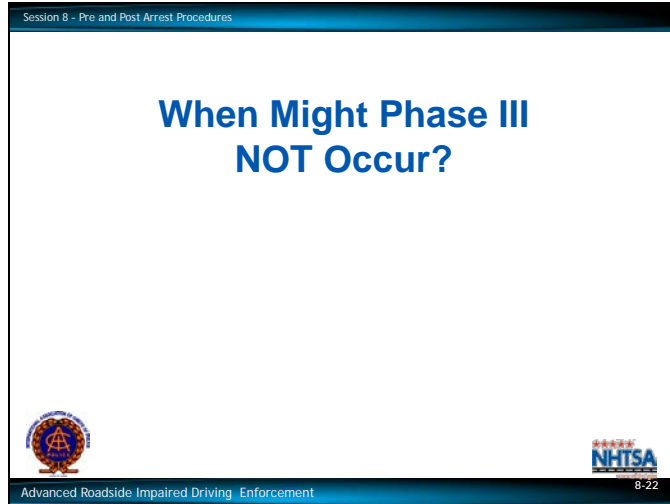 Session 8 - Pre and Post Arrest Procedures
When Might Phase III
NOT Occur?
NHTSA
Advanced Roadside Impaired Driving Enforcement
8-22